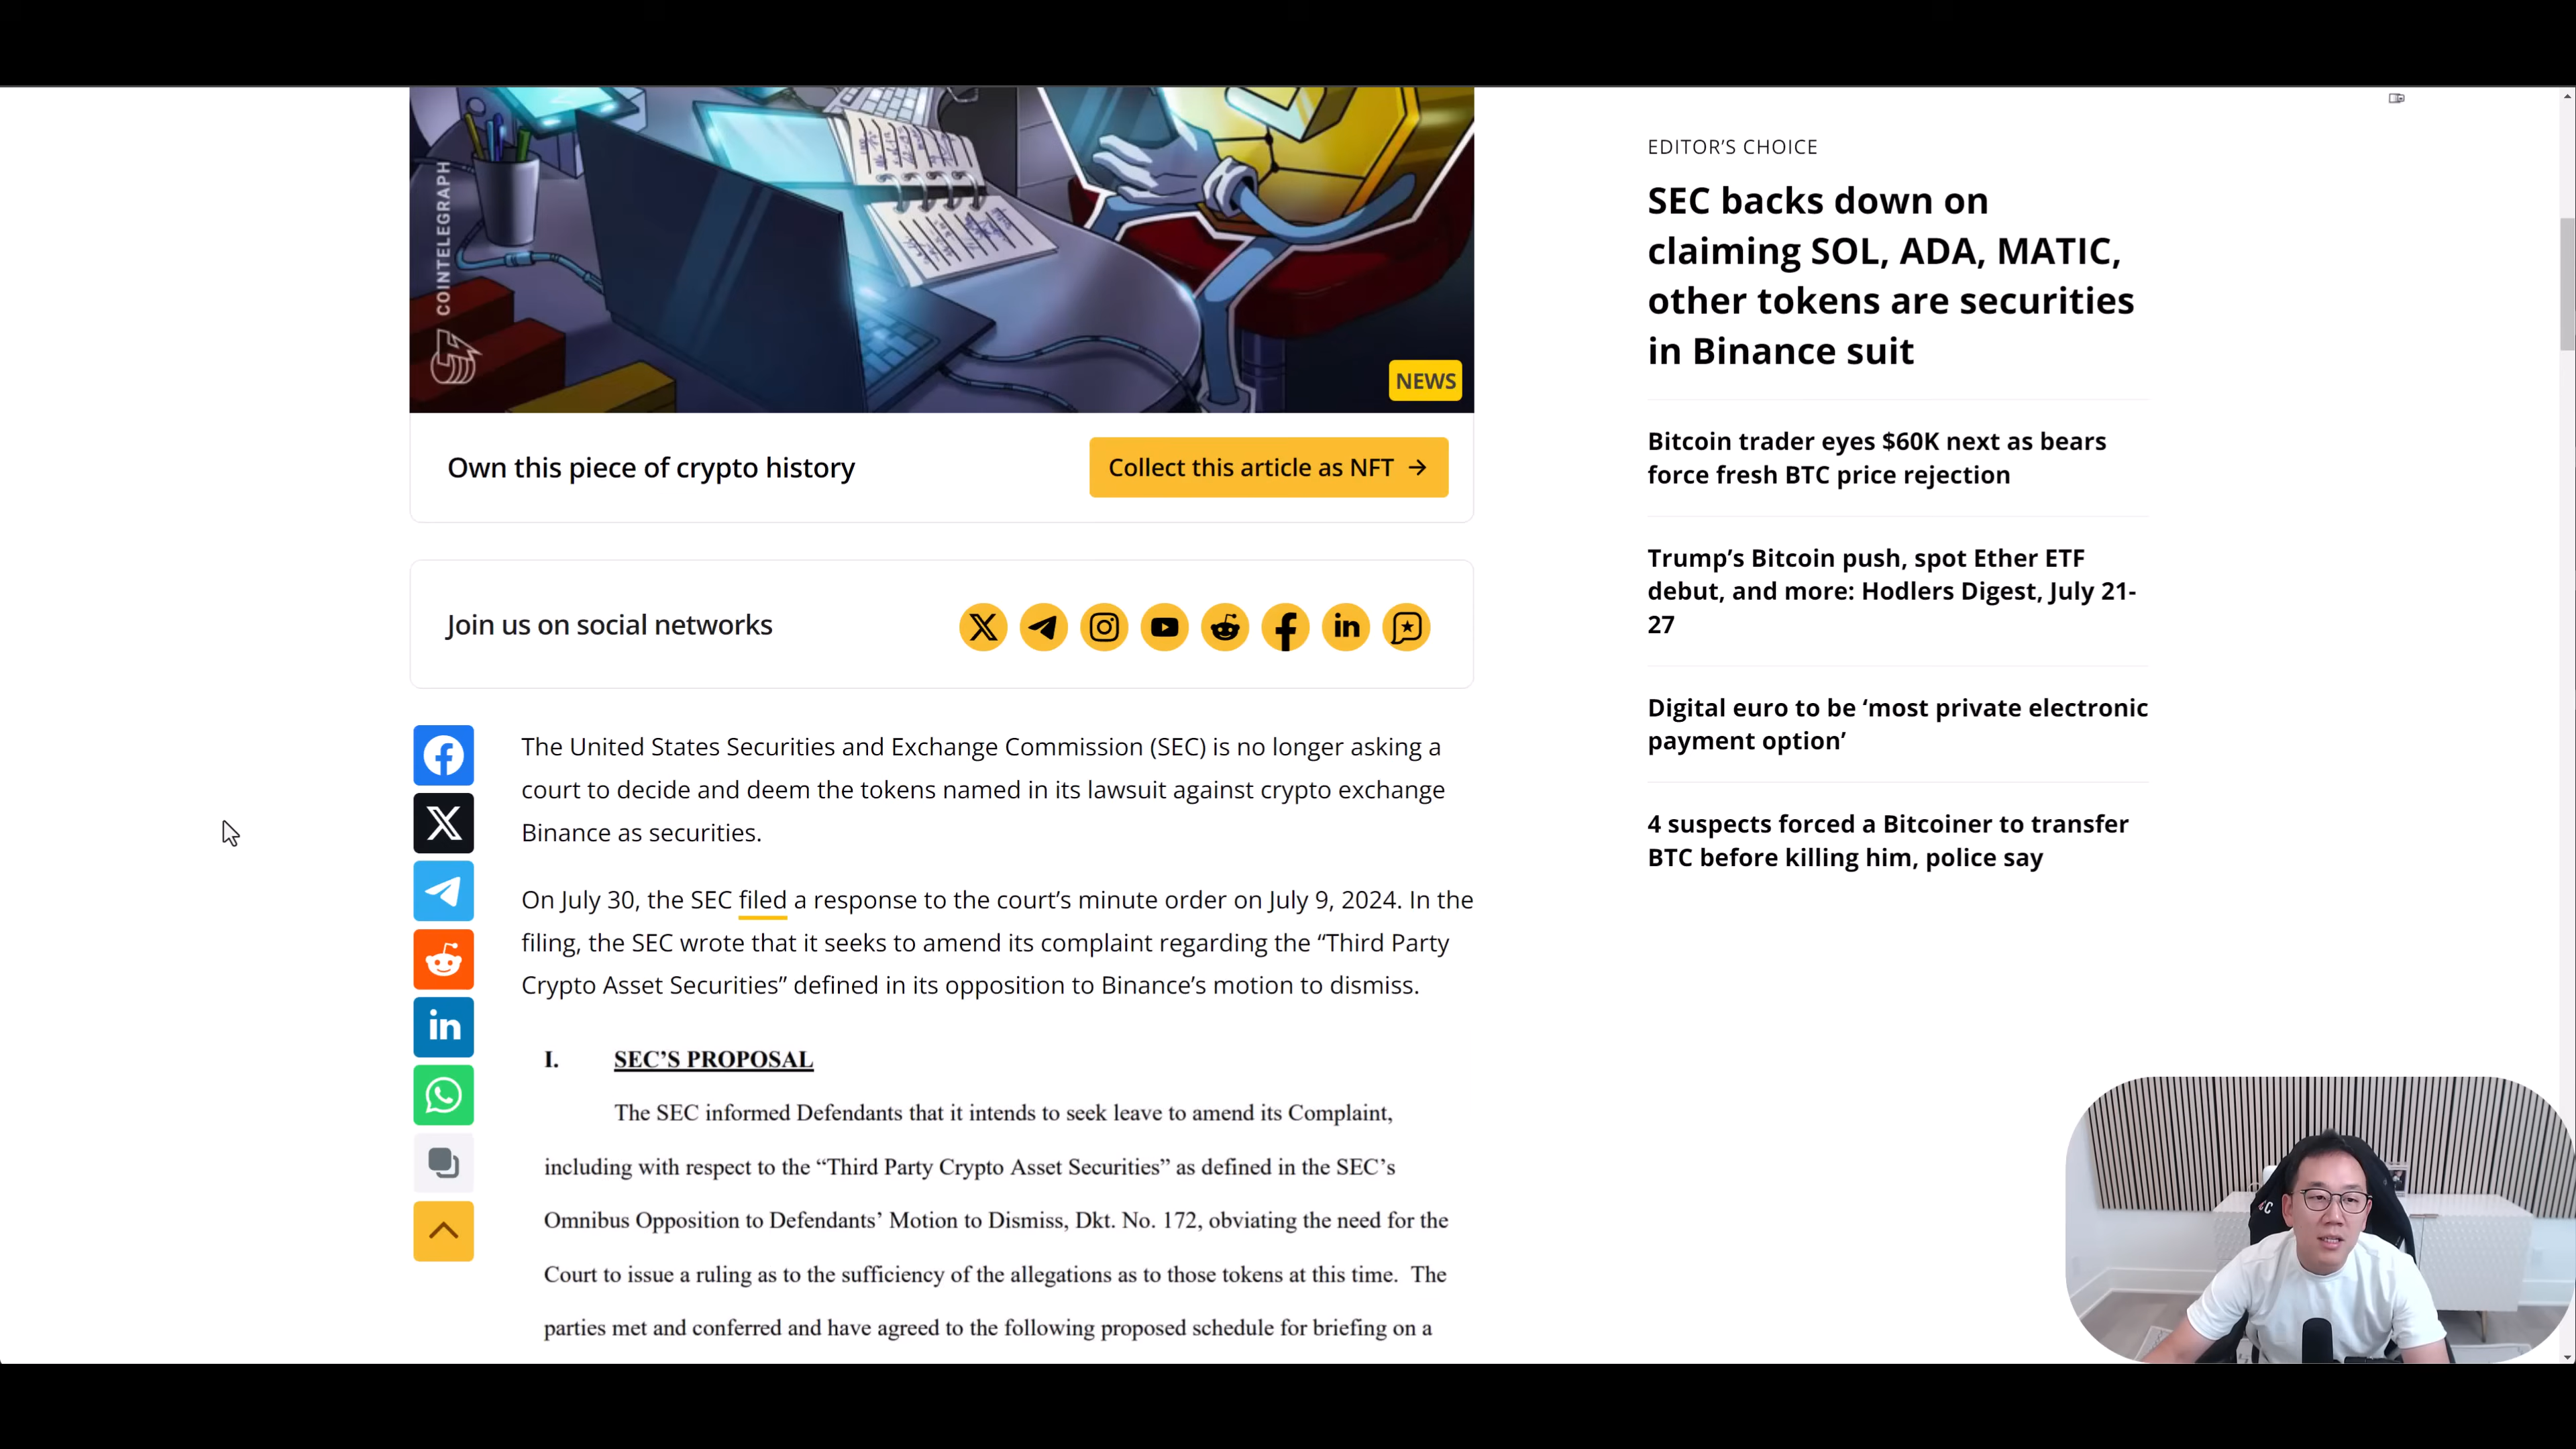 COINTELEGRAPH
NEWS
Own this piece of crypto history
Collect this article as NFT →
Join us on social networks
The United States Securities and Exchange Commission (SEC) is no longer asking a
court to decide and deem the tokens named in its lawsuit against crypto exchange
Binance as securities.
On July 30, the SEC filed a response to the court’s minute order on July 9, 2024. In the
filing, the SEC wrote that it seeks to amend its complaint regarding the “Third Party
Crypto Asset Securities” defined in its opposition to Binance’s motion to dismiss.
I. SEC’S PROPOSAL
The SEC informed Defendants that it intends to seek leave to amend its Complaint,
including with respect to the “Third Party Crypto Asset Securities” as defined in the SEC’s
Omnibus Opposition to Defendants’ Motion to Dismiss, Dkt. No. 172, obviating the need for the
Court to issue a ruling as to the sufficiency of the allegations as to those tokens at this time. The
parties met and conferred and have agreed to the following proposed schedule for briefing on a
EDITOR’S CHOICE
SEC backs down on
claiming SOL, ADA, MATIC,
other tokens are securities
in Binance suit
Bitcoin trader eyes $60K next as bears
force fresh BTC price rejection
Trump’s Bitcoin push, spot Ether ETF
debut, and more: Hodlers Digest, July 21-
27
Digital euro to be ‘most private electronic
payment option’
4 suspects forced a Bitcoiner to transfer
BTC before killing him, police say